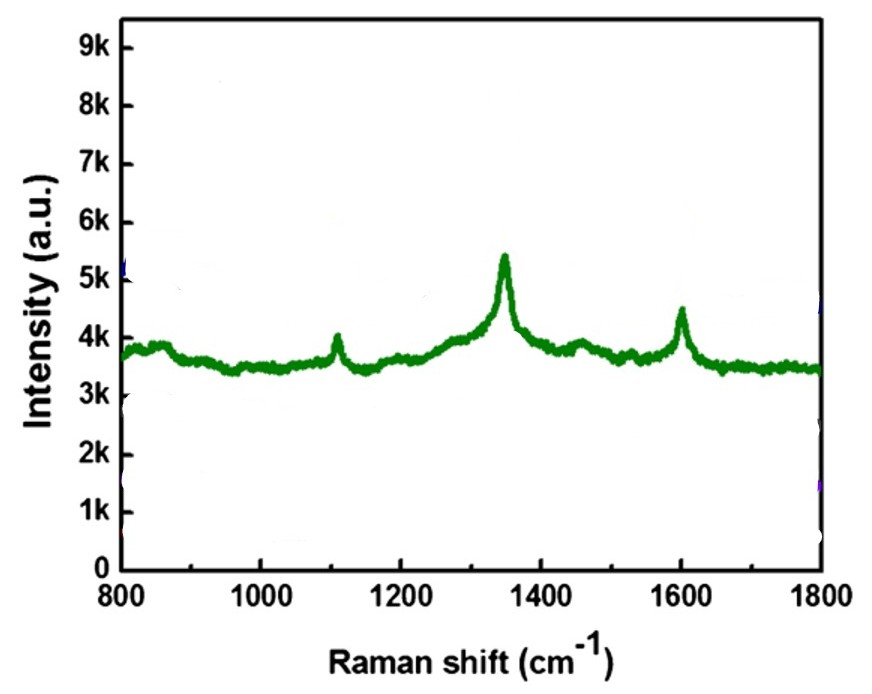 9k
8k
7k
6k
5k
4k
3k
2k
1k
0
Intensity (a.u.)
800 1000 1200 1400 1600 1800
Raman shift (cm⁻¹)